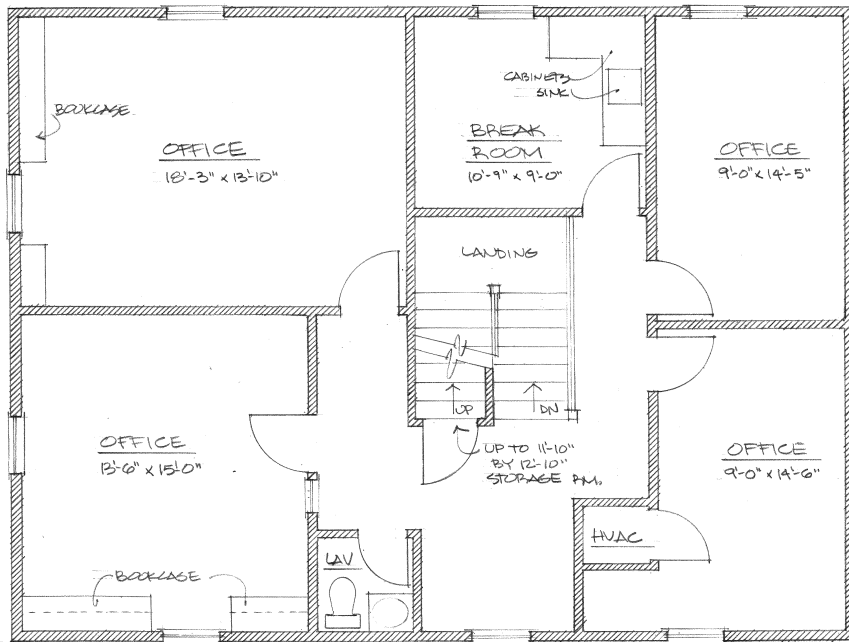 BOOKCASE
OFFICE
18'-3" x 13'-10"
CABINETS
SINK
BREAK
ROOM
10'-9" x 9'-0"
OFFICE
9'-0" x 14'-5"
LANDING
UP
DN
UP TO 11'-10"
BY 12'-10"
STORAGE RM.
OFFICE
13'-6" x 15'-0"
OFFICE
9'-0" x 14'-6"
HVAC
LAV
BOOKCASE